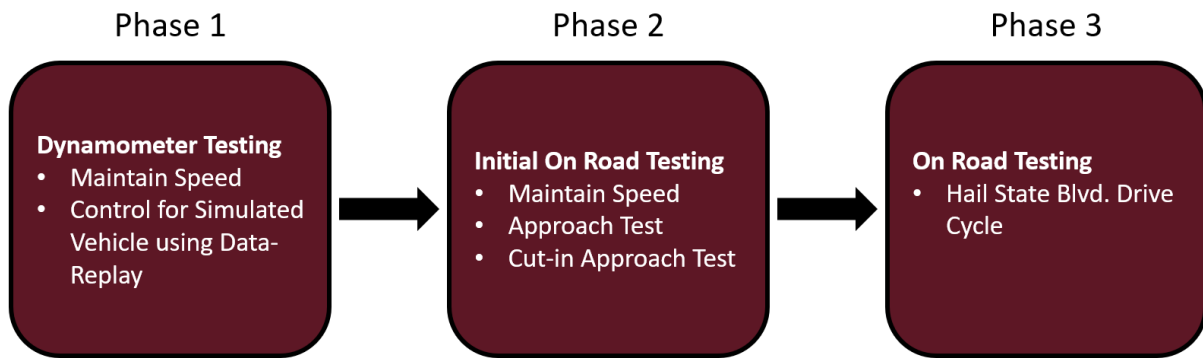 Phase 1
Phase 2
Phase 3
Dynamometer Testing
• Maintain Speed
• Control for Simulated
Vehicle using Data-
Replay
Initial On Road Testing
• Maintain Speed
• Approach Test
• Cut-in Approach Test
On Road Testing
• Hail State Blvd. Drive
Cycle